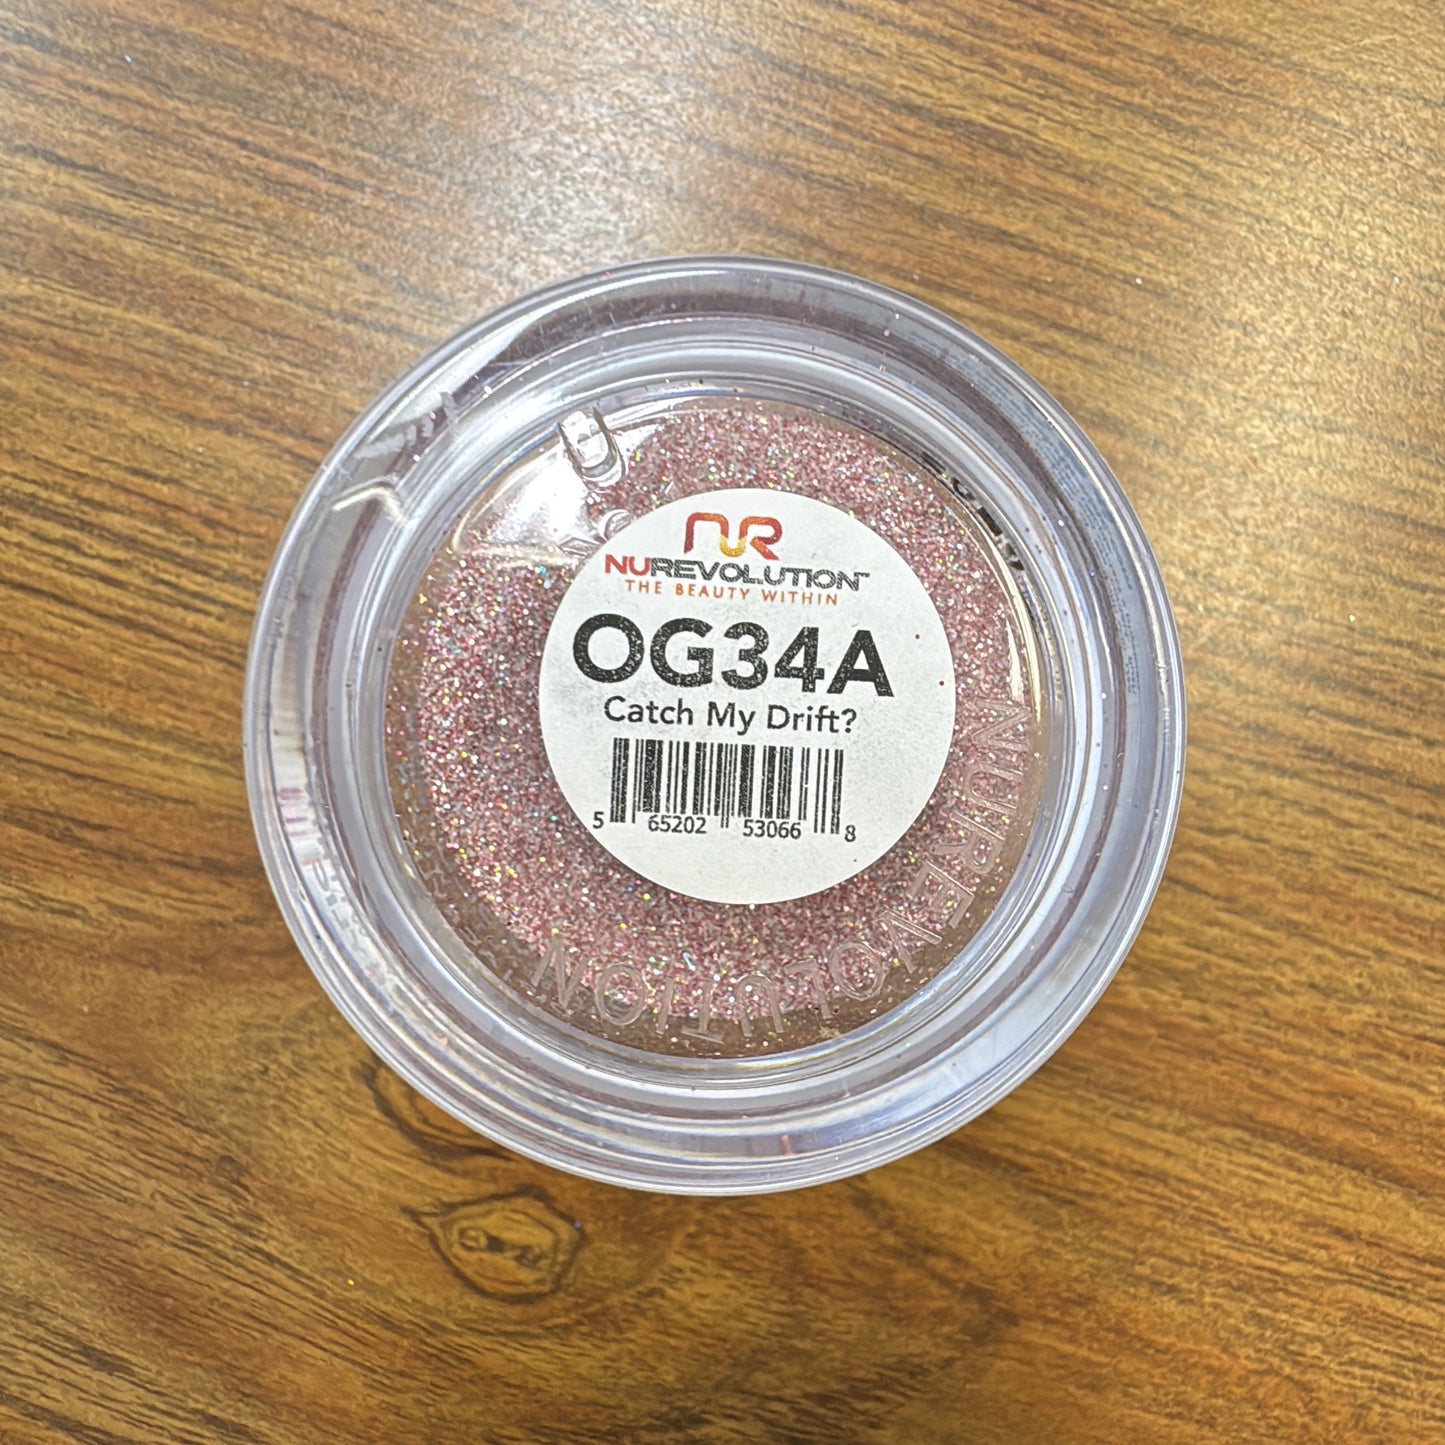 NR
NUREVOLUTION™
THE BEAUTY WITHIN
OG34A
Catch My Drift?
5 65202 53066 8
NUREVOLUTION